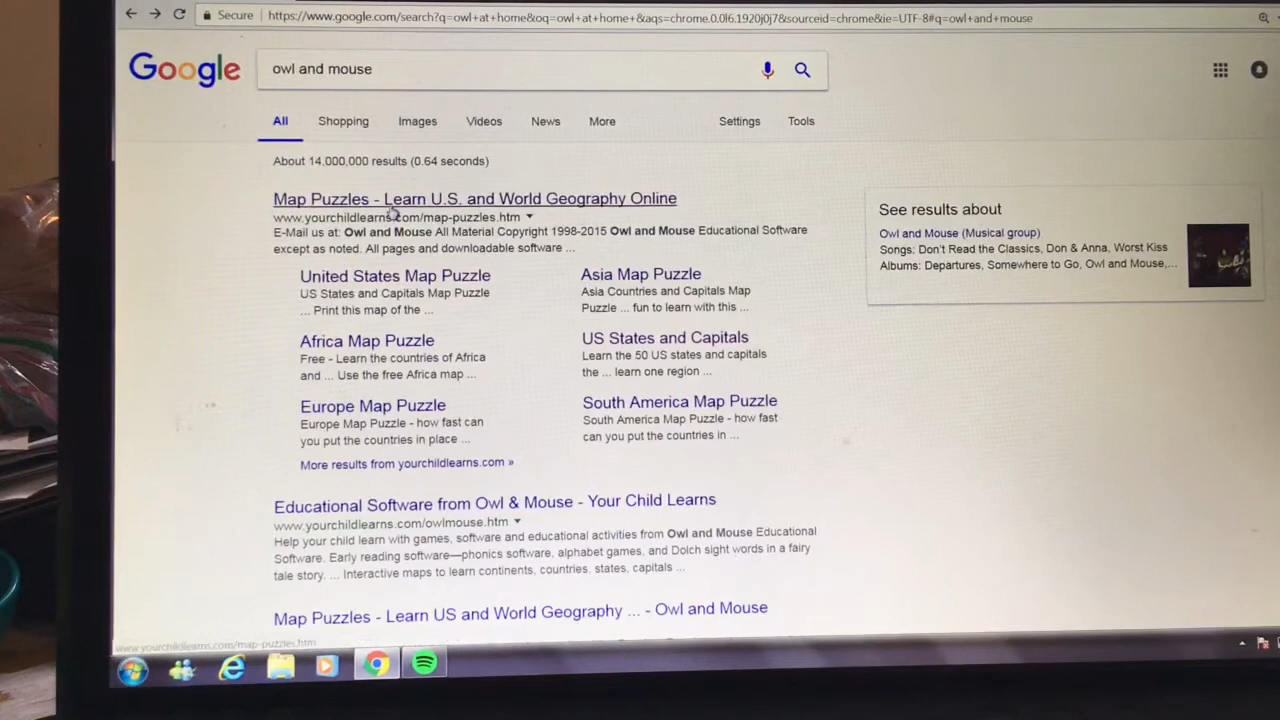 Secure https://www.google.com/search?q=owl+at+home&oq=owl+at+home+&aqs=chrome.0.0l6.1920j0j7&sourceid=chrome&ie=UTF-8#q=owl+and+mouse
Google owl and mouse
All Shopping Images Videos News More Settings Tools
About 14,000,000 results (0.64 seconds)
Map Puzzles - Learn U.S. and World Geography Online
www.yourchildlearns.com/map-puzzles.htm
E-Mail us at: Owl and Mouse All Material Copyright 1998-2015 Owl and Mouse Educational Software
except as noted. All pages and downloadable software ...
United States Map Puzzle
US States and Capitals Map Puzzle
... Print this map of the ...
Asia Map Puzzle
Asia Countries and Capitals Map
Puzzle ... fun to learn with this ...
Africa Map Puzzle
Free - Learn the countries of Africa
and ... Use the free Africa map ...
US States and Capitals
Learn the 50 US states and capitals
the ... learn one region ...
Europe Map Puzzle
Europe Map Puzzle - how fast can
you put the countries in place ...
South America Map Puzzle
South America Map Puzzle - how fast
can you put the countries in ...
More results from yourchildlearns.com »
Educational Software from Owl & Mouse - Your Child Learns
www.yourchildlearns.com/owlmouse.htm
Help your child learn with games, software and educational activities from Owl and Mouse Educational
Software. Early reading software—phonics software, alphabet games, and Dolch sight words in a fairy
tale story. ... Interactive maps to learn continents, countries, states, capitals ...
Map Puzzles - Learn US and World Geography ... - Owl and Mouse
See results about
Owl and Mouse (Musical group)
Songs: Don't Read the Classics, Don & Anna, Worst Kiss
Albums: Departures, Somewhere to Go, Owl and Mouse,...
www.yourchildlearns.com/map-puzzles.htm